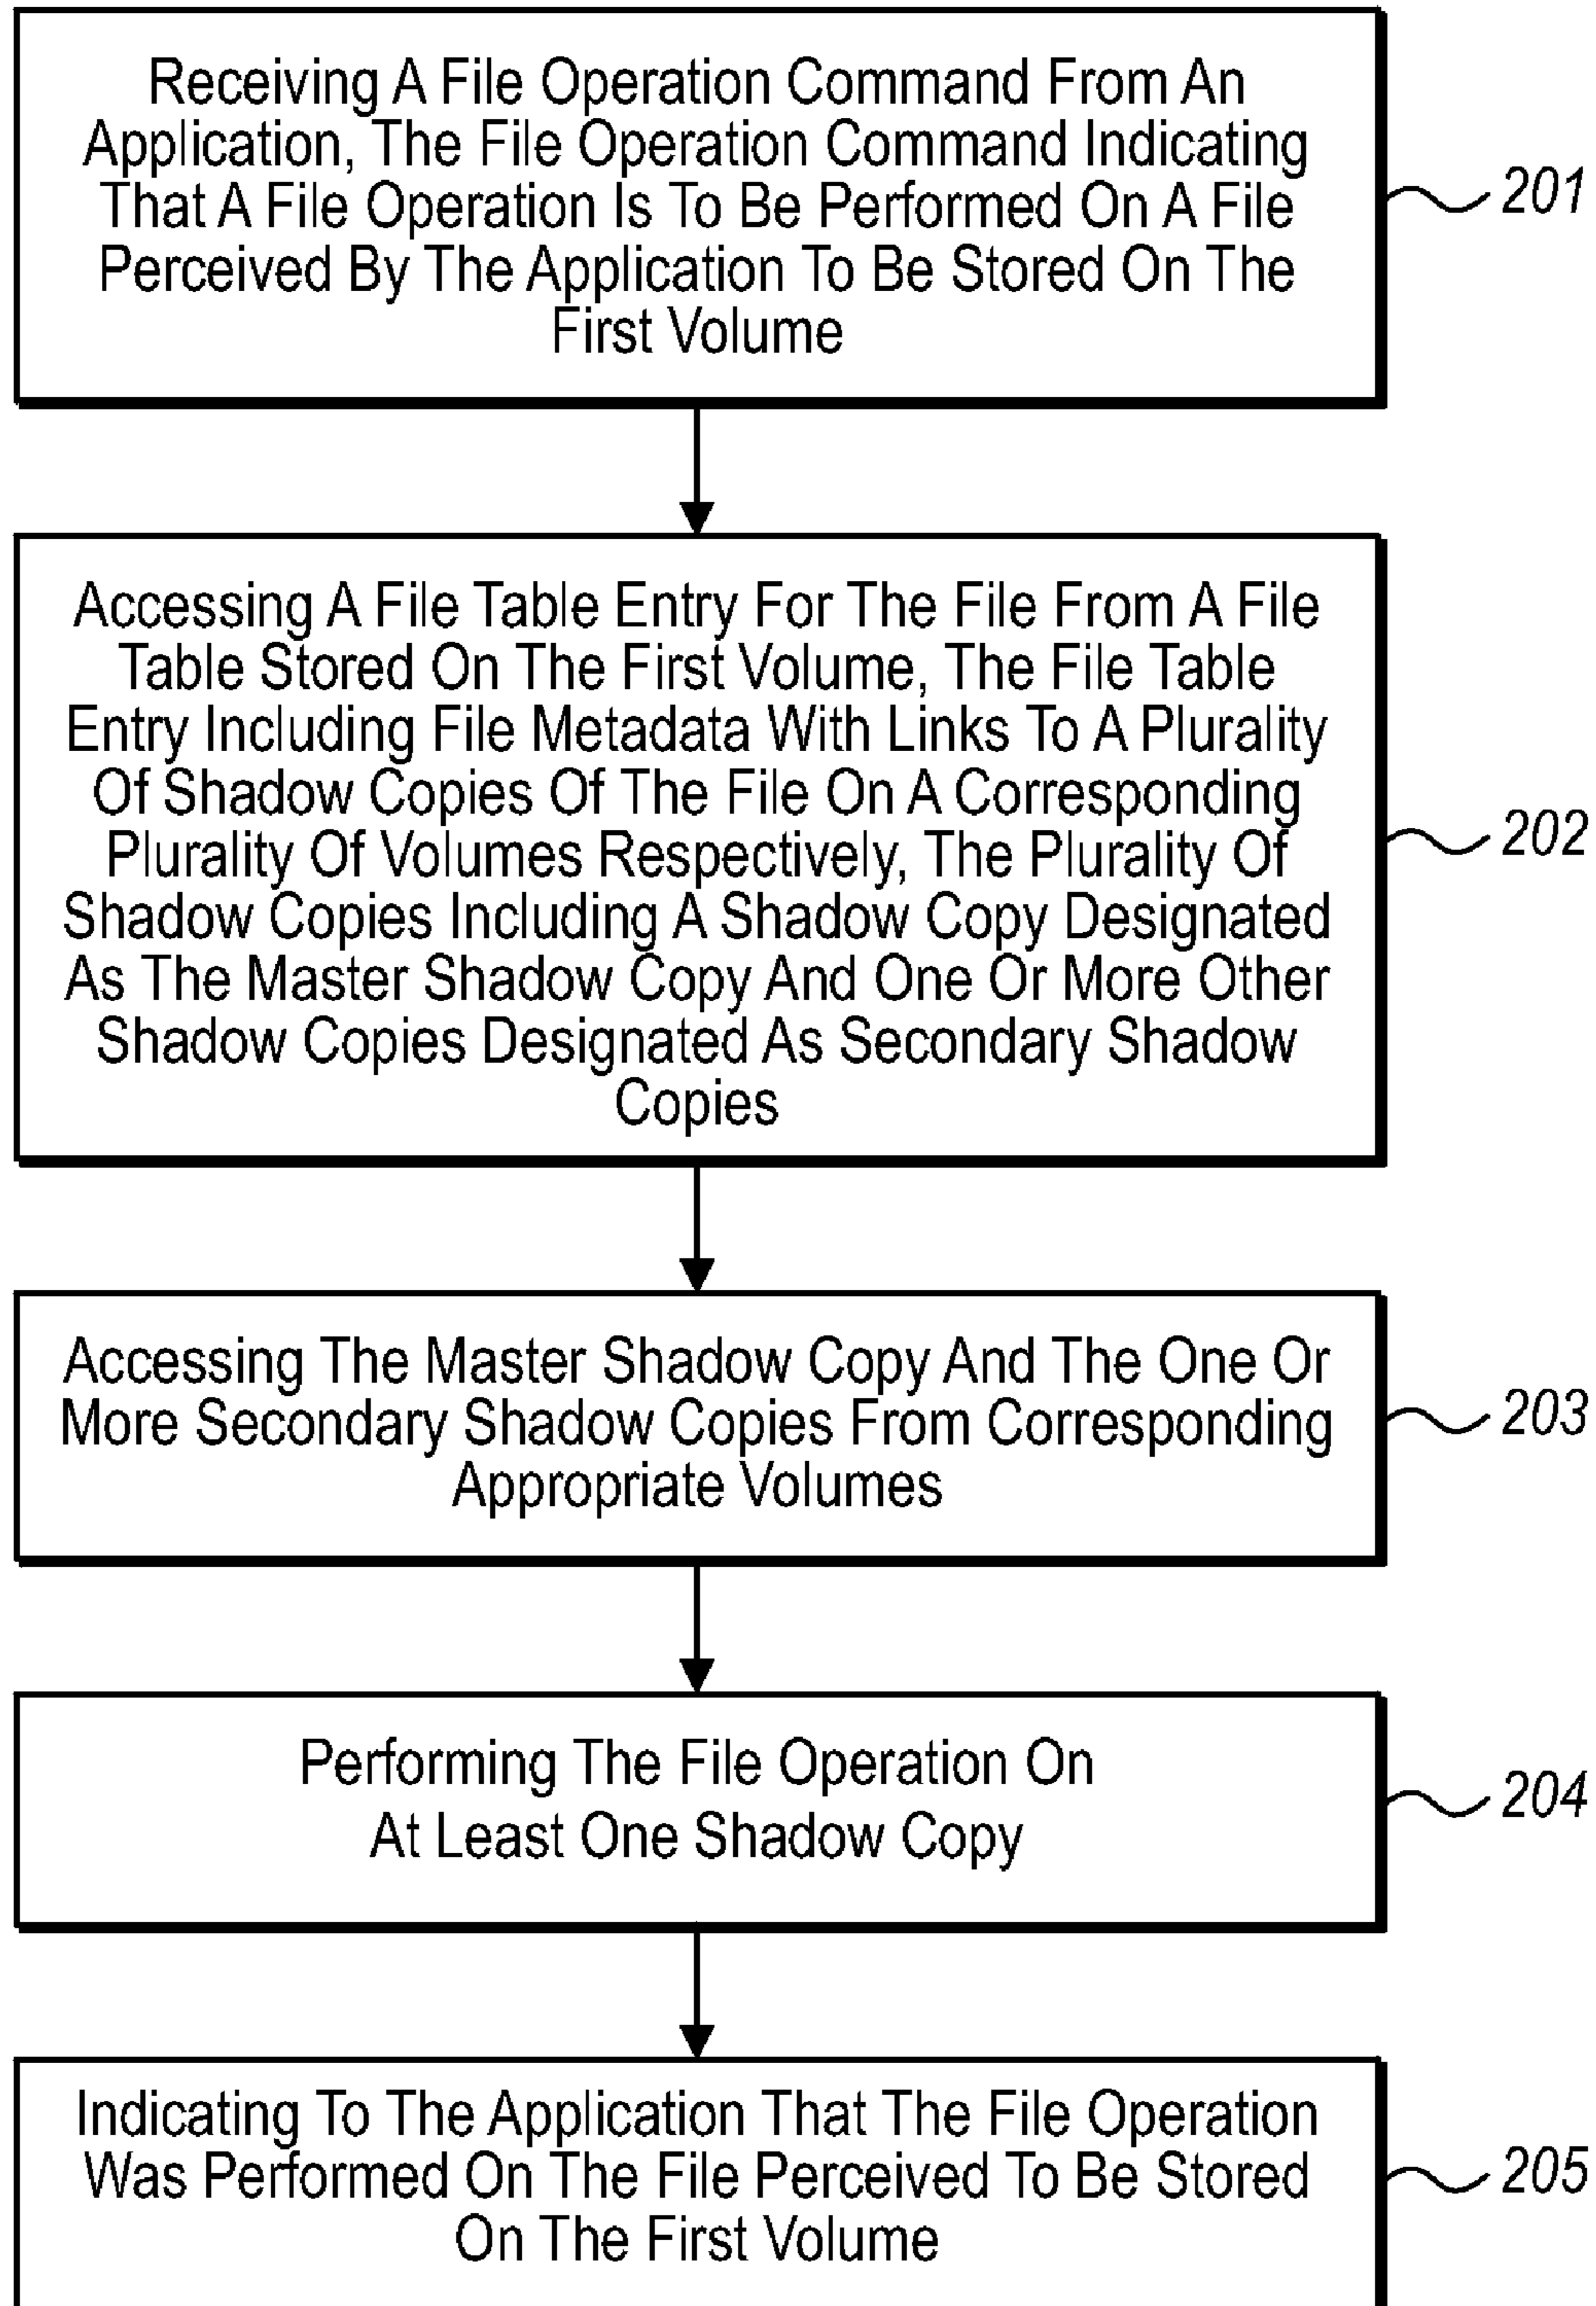 Receiving A File Operation Command From An
Application, The File Operation Command Indicating
That A File Operation Is To Be Performed On A File
Perceived By The Application To Be Stored On The
First Volume
201
Accessing A File Table Entry For The File From A File
Table Stored On The First Volume, The File Table
Entry Including File Metadata With Links To A Plurality
Of Shadow Copies Of The File On A Corresponding
Plurality Of Volumes Respectively, The Plurality Of
Shadow Copies Including A Shadow Copy Designated
As The Master Shadow Copy And One Or More Other
Shadow Copies Designated As Secondary Shadow
Copies
202
Accessing The Master Shadow Copy And The One Or
More Secondary Shadow Copies From Corresponding
Appropriate Volumes
203
Performing The File Operation On
At Least One Shadow Copy
204
Indicating To The Application That The File Operation
Was Performed On The File Perceived To Be Stored
On The First Volume
205